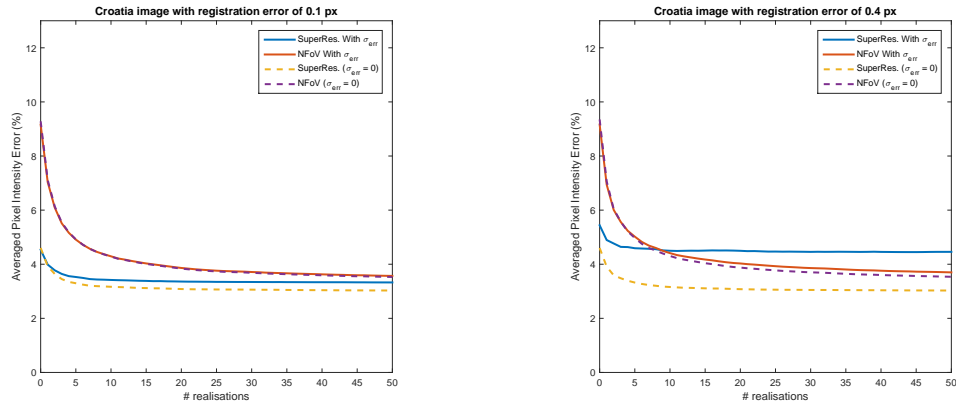 Croatia image with registration error of 0.1 px
SuperRes. With σerr
NFoV With σerr
SuperRes. (σerr = 0)
NFoV (σerr = 0)
Averaged Pixel Intensity Error (%)
12
10
8
6
4
2
0
0 5 10 15 20 25 30 35 40 45 50
# realisations
Croatia image with registration error of 0.4 px
SuperRes. With σerr
NFoV With σerr
SuperRes. (σerr = 0)
NFoV (σerr = 0)
Averaged Pixel Intensity Error (%)
12
10
8
6
4
2
0
0 5 10 15 20 25 30 35 40 45 50
# realisations